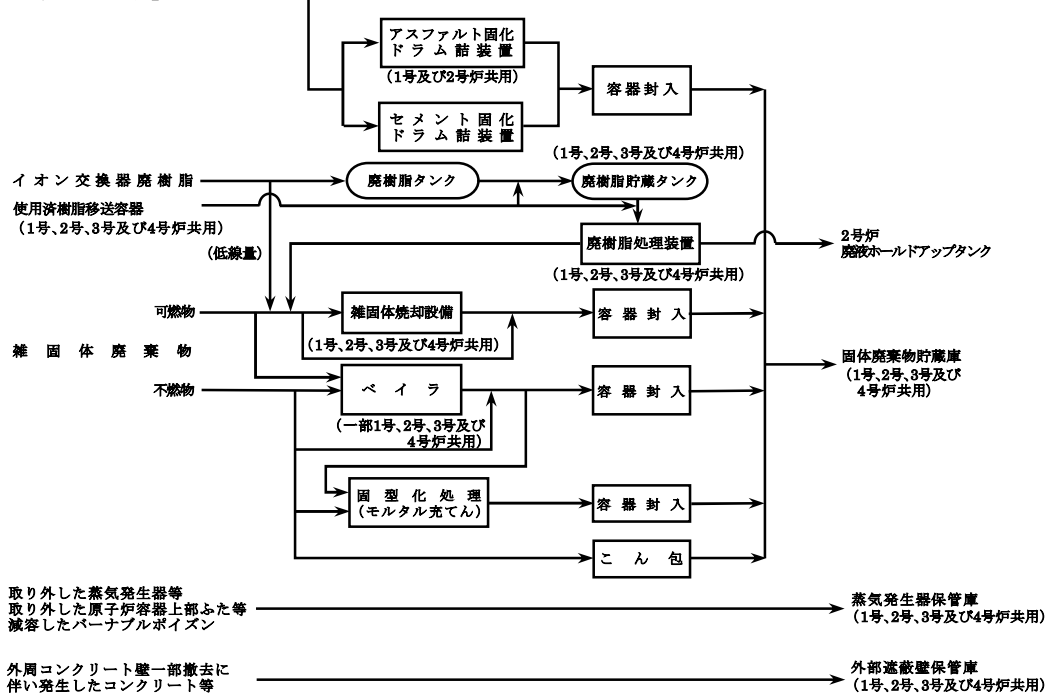 アスファルト固化
ドラム詰装置
(1号及び2号炉共用)
容器封入
セメント固化
ドラム詰装置
(1号、2号、3号及び4号炉共用)
イオン交換器廃樹脂
廃樹脂タンク
廃樹脂貯蔵タンク
使用済樹脂移送容器
(1号、2号、3号及び4号炉共用)
(低線量)
廃樹脂処理装置
(1号、2号、3号及び4号炉共用)
2号炉
廃液ホールドアップタンク
可燃物
雑固体焼却設備
(1号、2号、3号及び4号炉共用)
容器封入
雑固体廃棄物
固体廃棄物貯蔵庫
(1号、2号、3号及び
4号炉共用)
不燃物
ベイラ
(一部1号、2号、3号及び
4号炉共用)
容器封入
固型化処理
(モルタル充てん)
容器封入
こん包
取り外した蒸気発生器等
取り外した原子炉容器上部ふた等
減容したバーナブルポイズン
蒸気発生器保管庫
(1号、2号、3号及び4号炉共用)
外周コンクリート壁一部撤去に
伴い発生したコンクリート等
外部遮蔽壁保管庫
(1号、2号、3号及び4号炉共用)